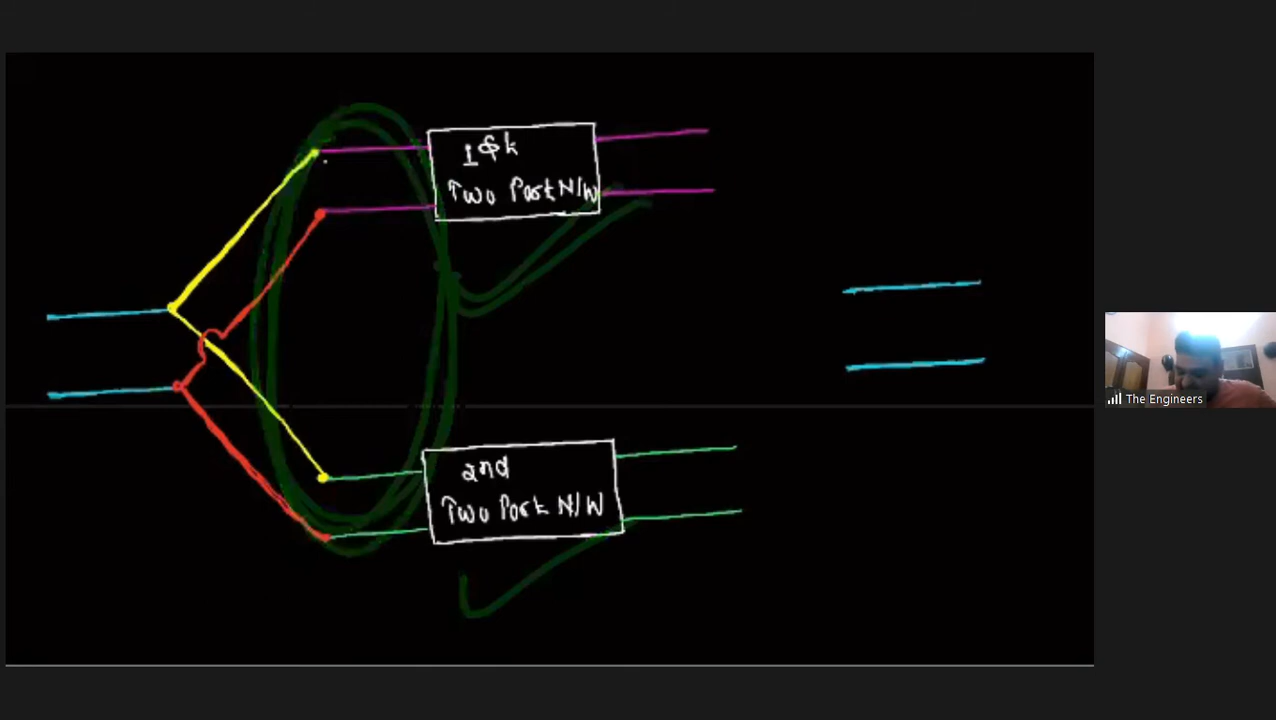 1st
Two Port N/W
2nd
Two Port N/W
The Engineers